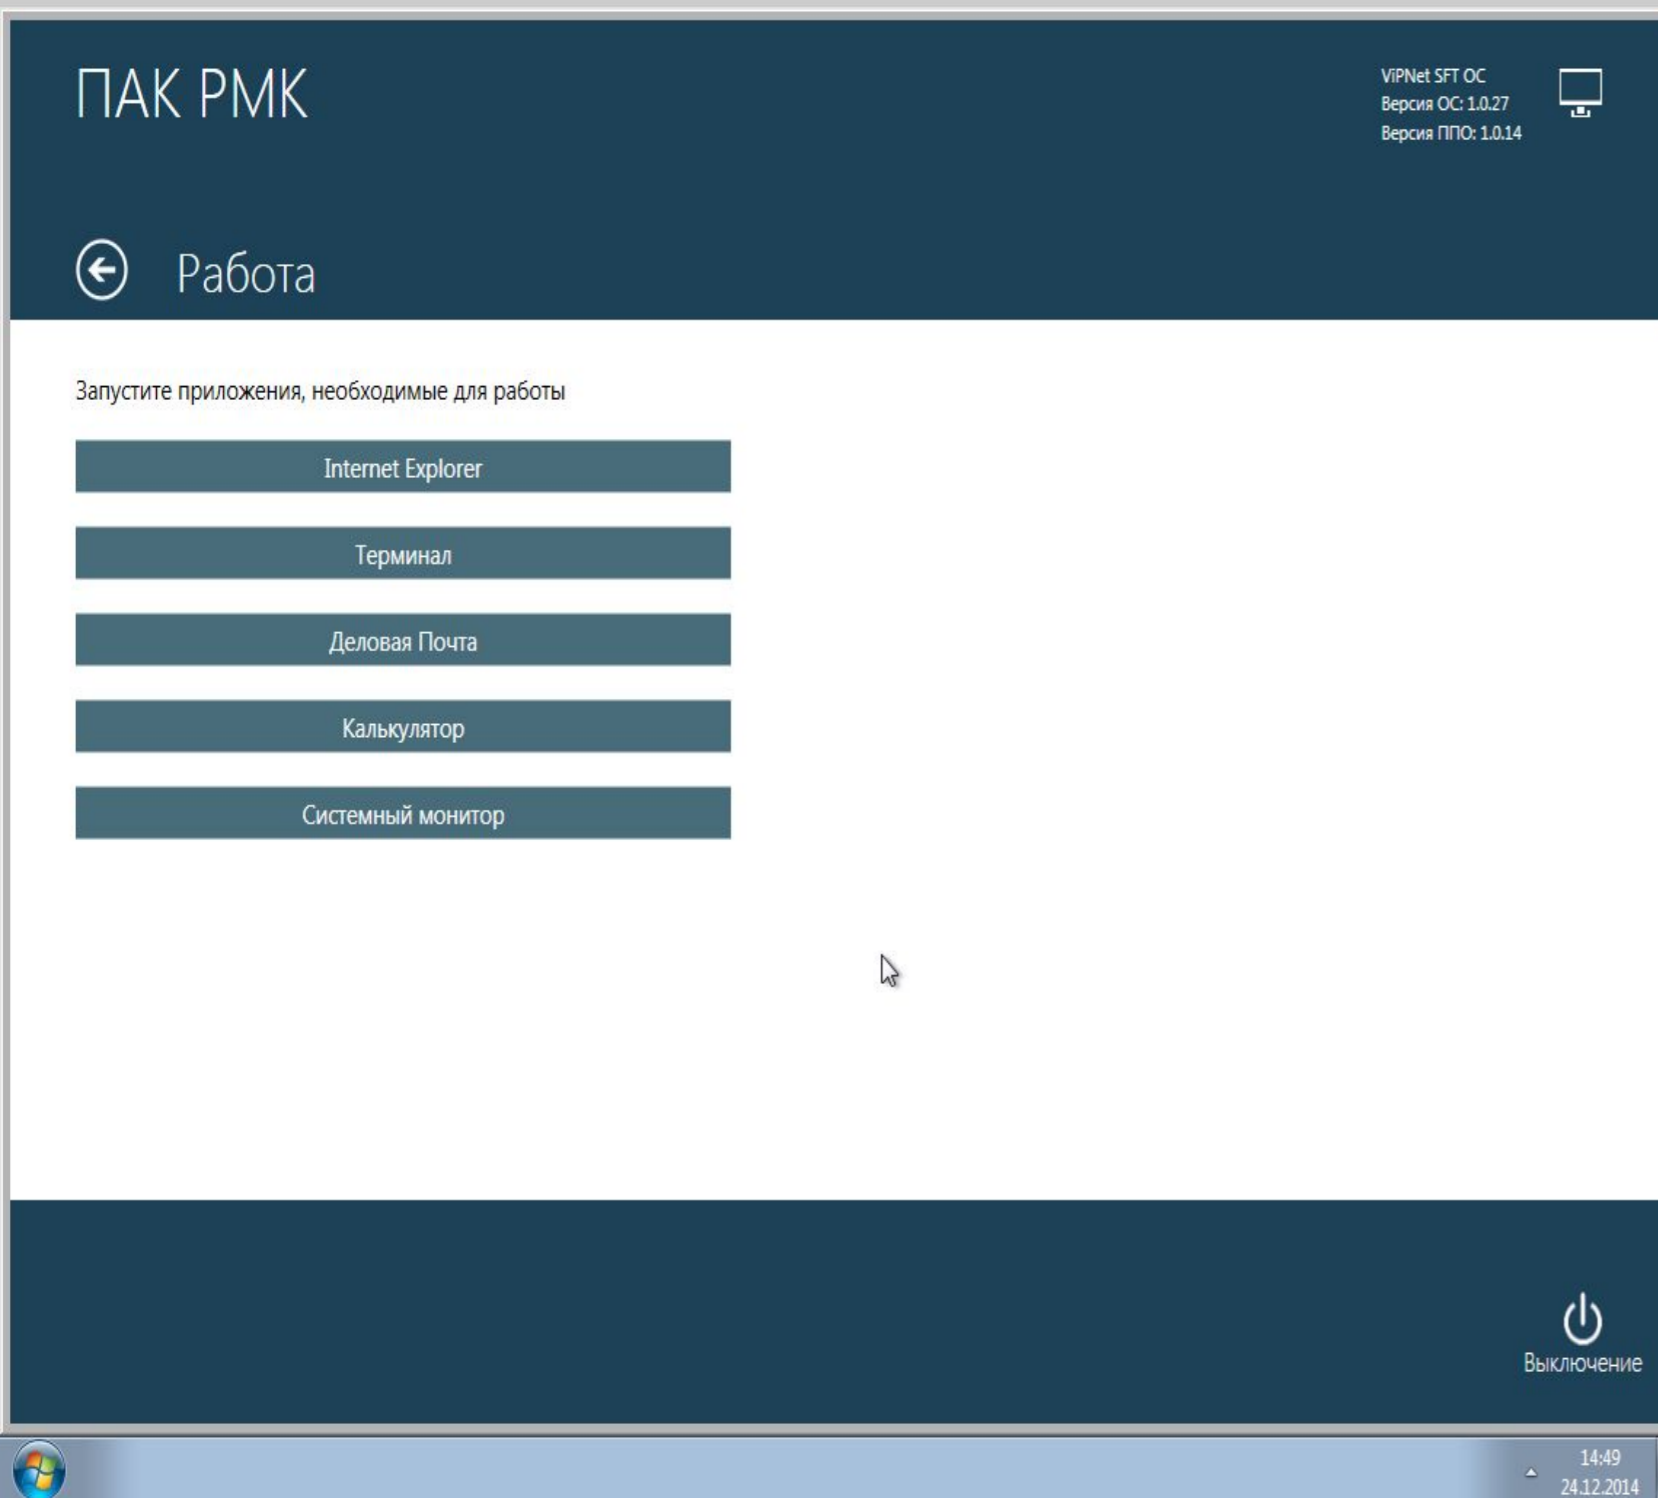 ПАК РМК
ViPNet SFT ОС
Версия ОС: 1.0.27
Версия ППО: 1.0.14
Работа
Запустите приложения, необходимые для работы
Internet Explorer
Терминал
Деловая Почта
Калькулятор
Системный монитор
Выключение
14:49
24.12.2014